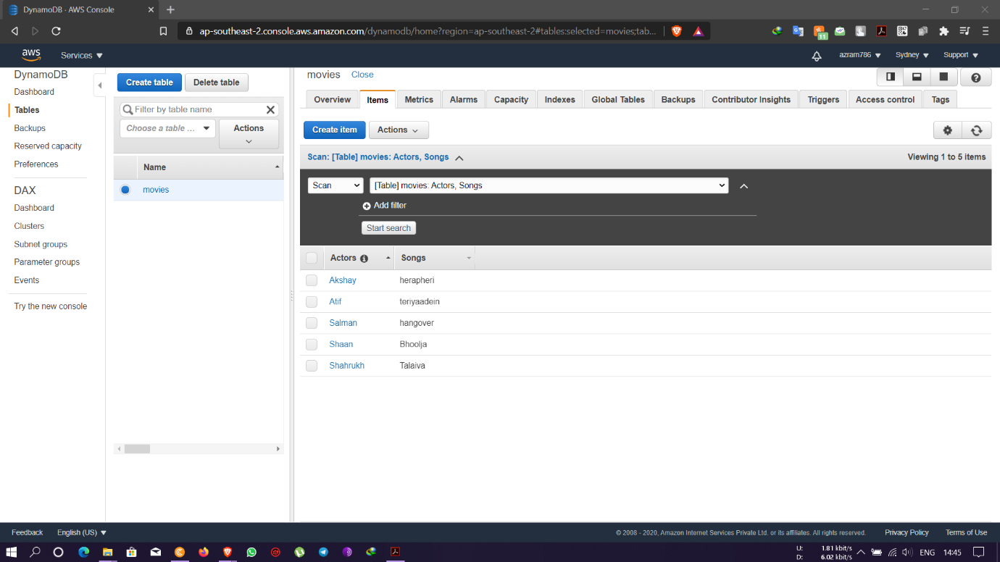 DynamoDB - AWS Console
ap-southeast-2.console.aws.amazon.com/dynamodb/home?region=ap-southeast-2#tables:selected=movies;tab...
11
aws
Services
azram786
Sydney
Support
DynamoDB
Dashboard
Tables
Backups
Reserved capacity
Preferences
DAX
Dashboard
Clusters
Subnet groups
Parameter groups
Events
Try the new console
Create table
Delete table
Filter by table name
Choose a table ...
Actions
Name
movies
movies
Close
Overview
Items
Metrics
Alarms
Capacity
Indexes
Global Tables
Backups
Contributor Insights
Triggers
Access control
Tags
Create item
Actions
Scan: [Table] movies: Actors, Songs
Viewing 1 to 5 items
Scan
[Table] movies: Actors, Songs
Add filter
Start search
Actors
Songs
Akshay
herapheri
Atif
teriyaadein
Salman
hangover
Shaan
Bhoolja
Shahrukh
Talaiva
Feedback
English (US)
© 2008 - 2020, Amazon Internet Services Private Ltd. or its affiliates. All rights reserved.
Privacy Policy
Terms of Use
U: 1.81 kbit/s
D: 6.02 kbit/s
ENG
14:45